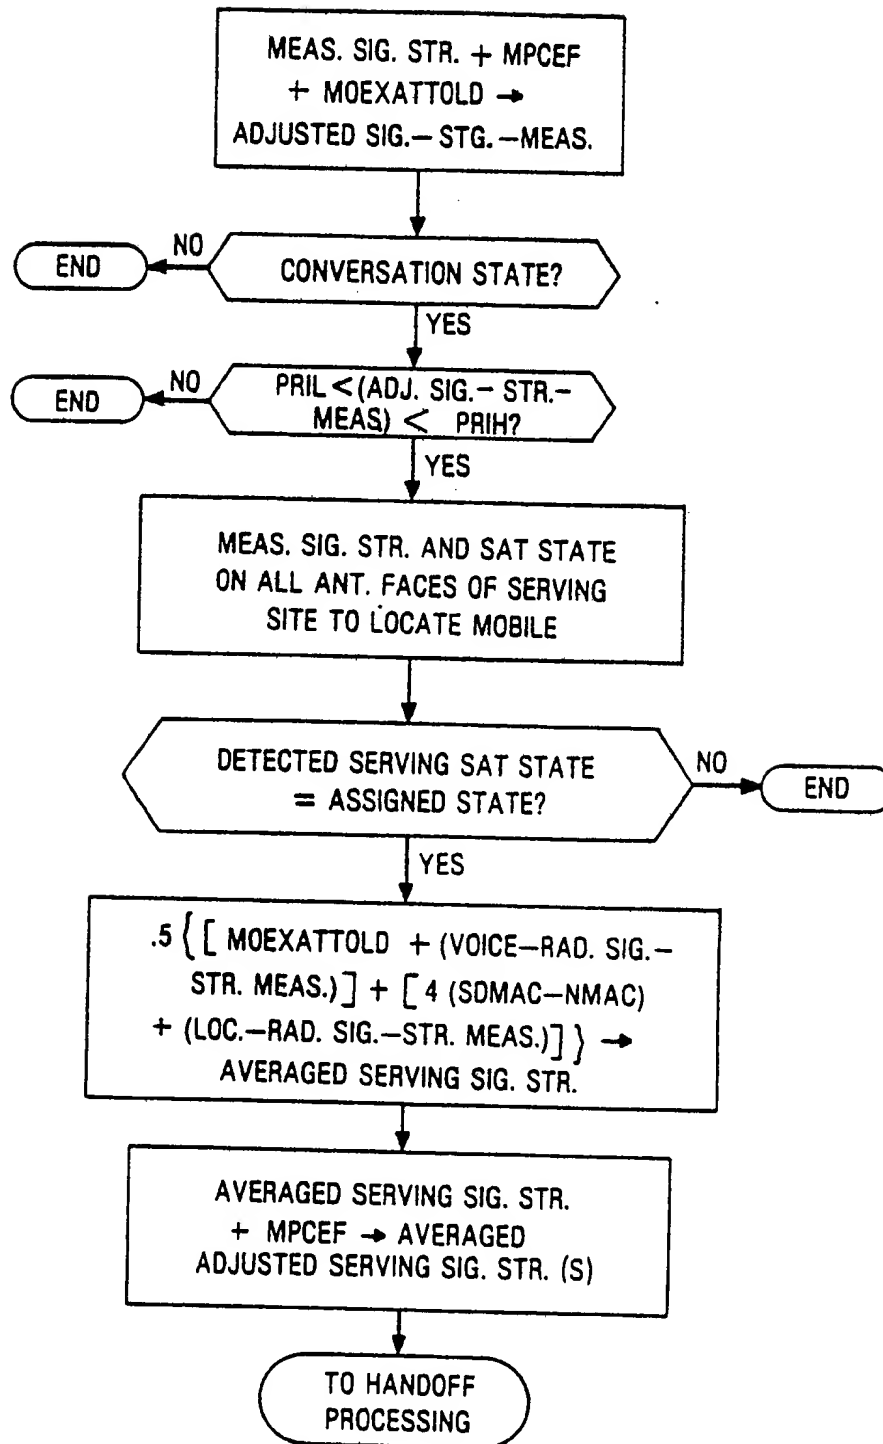 MEAS. SIG. STR. + MPCEF
+ MOEXATTOLD →
ADJUSTED SIG.– STG. –MEAS.
NO
END
CONVERSATION STATE?
YES
NO
END
PRIL < (ADJ. SIG.– STR.–
MEAS.) < PRIH?
YES
MEAS. SIG. STR. AND SAT STATE
ON ALL ANT. FACES OF SERVING
SITE TO LOCATE MOBILE
DETECTED SERVING SAT STATE
= ASSIGNED STATE?
NO
END
YES
.5 { [ MOEXATTOLD + (VOICE–RAD. SIG.–
STR. MEAS.) ] + [ 4 (SDMAC–NMAC)
+ (LOC.–RAD. SIG.–STR. MEAS.) ] } →
AVERAGED SERVING SIG. STR.
AVERAGED SERVING SIG. STR.
+ MPCEF → AVERAGED
ADJUSTED SERVING SIG. STR. (S)
TO HANDOFF
PROCESSING